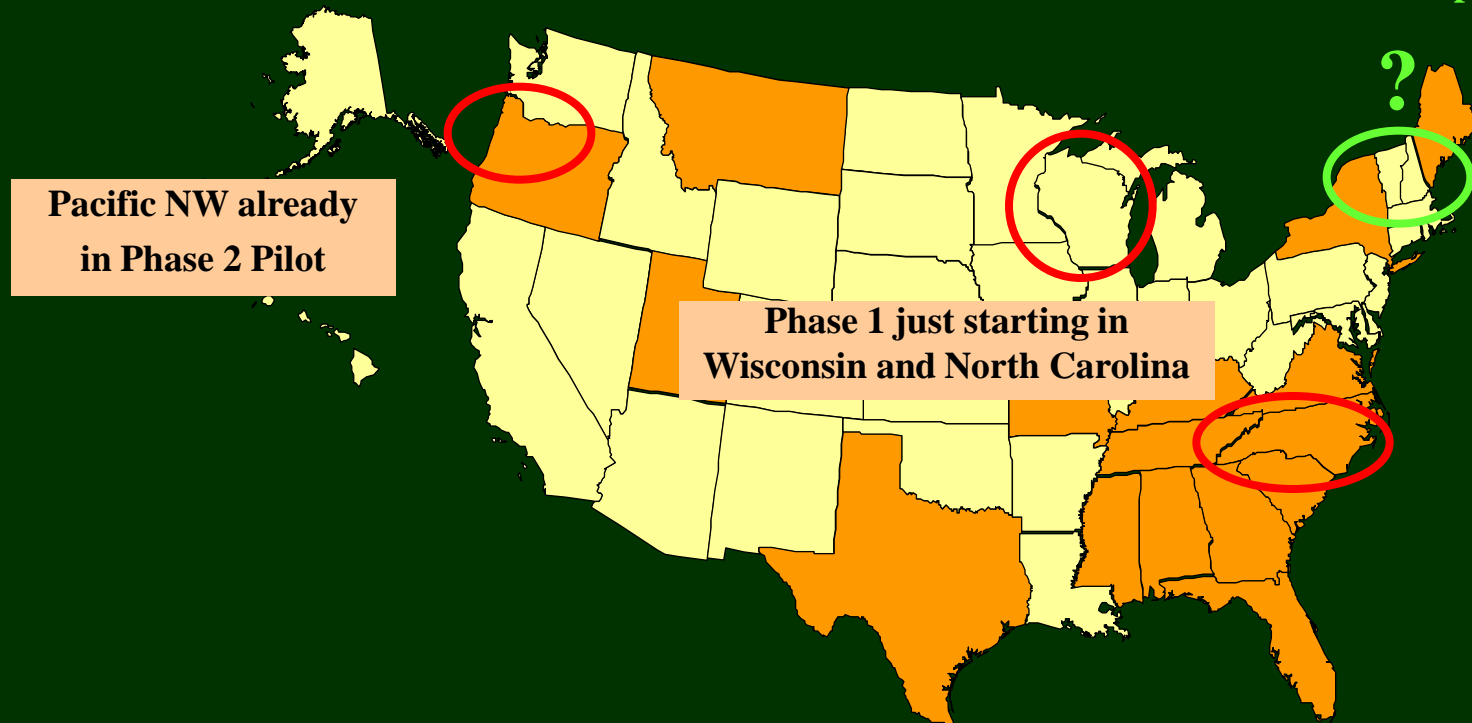 ?
Pacific NW already
in Phase 2 Pilot
Phase 1 just starting in
Wisconsin and North Carolina